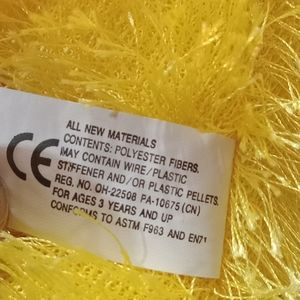 ALL NEW MATERIALS
CONTENTS: POLYESTER FIBERS.
MAY CONTAIN WIRE/PLASTIC
STIFFENER AND/OR PLASTIC PELLETS.
REG. NO. OH-22508 PA-10675(CN)
FOR AGES 3 YEARS AND UP
CONFORMS TO ASTM F963 AND EN71
CE